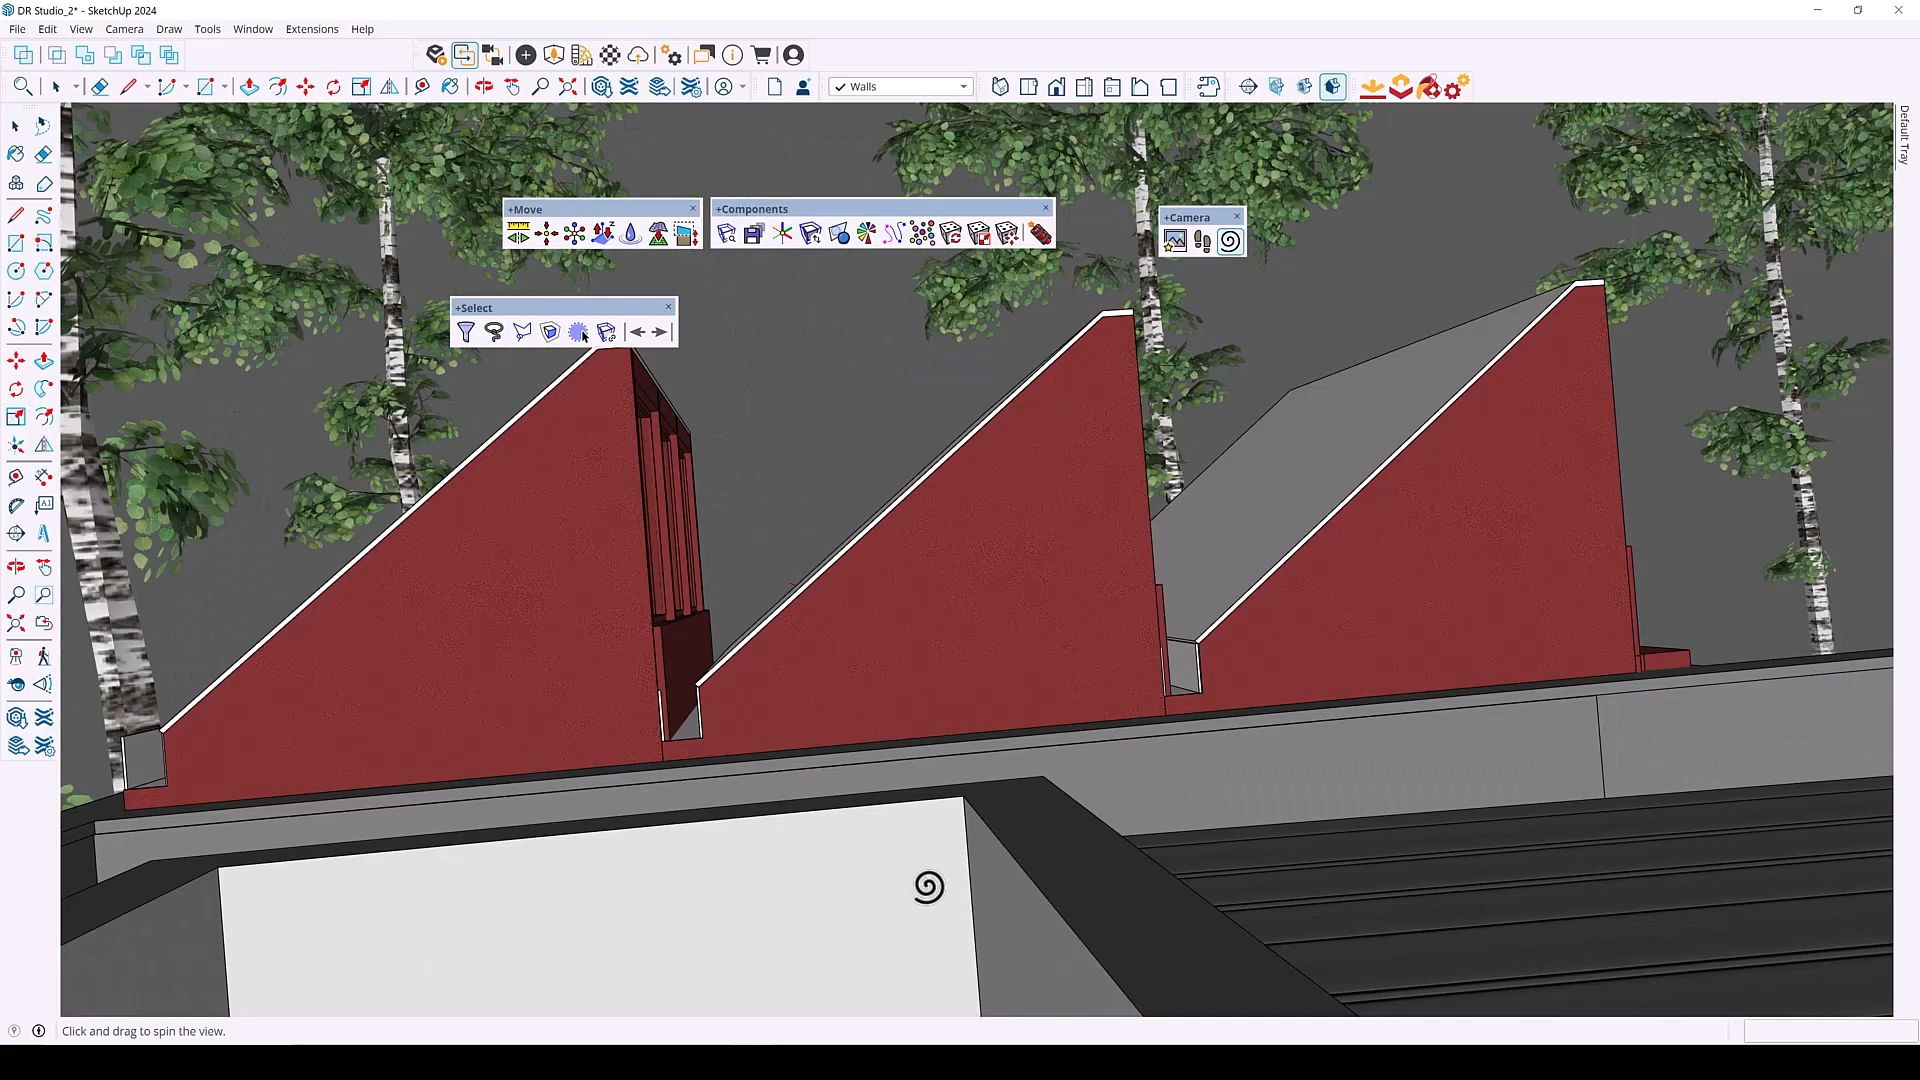 DR Studio_2* - SketchUp 2024
File Edit View Camera Draw Tools Window Extensions Help
Walls
Default Tray
+Move
+Components
+Camera
+Select
A1
A
Click and drag to spin the view.